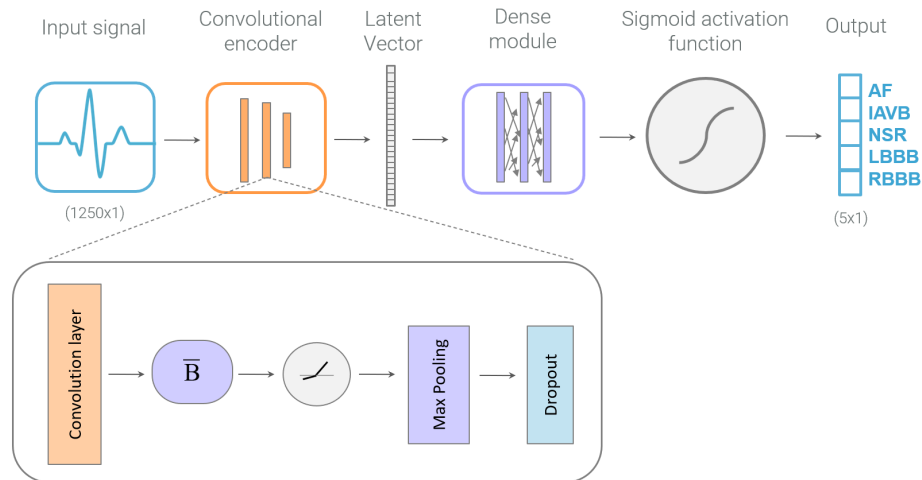 Input signal
Convolutional
encoder
Latent
Vector
Dense
module
Sigmoid activation
function
Output
AF
IAVB
NSR
LBBB
RBBB
(1250x1)
(5x1)
Convolution layer
B̅
Max Pooling
Dropout